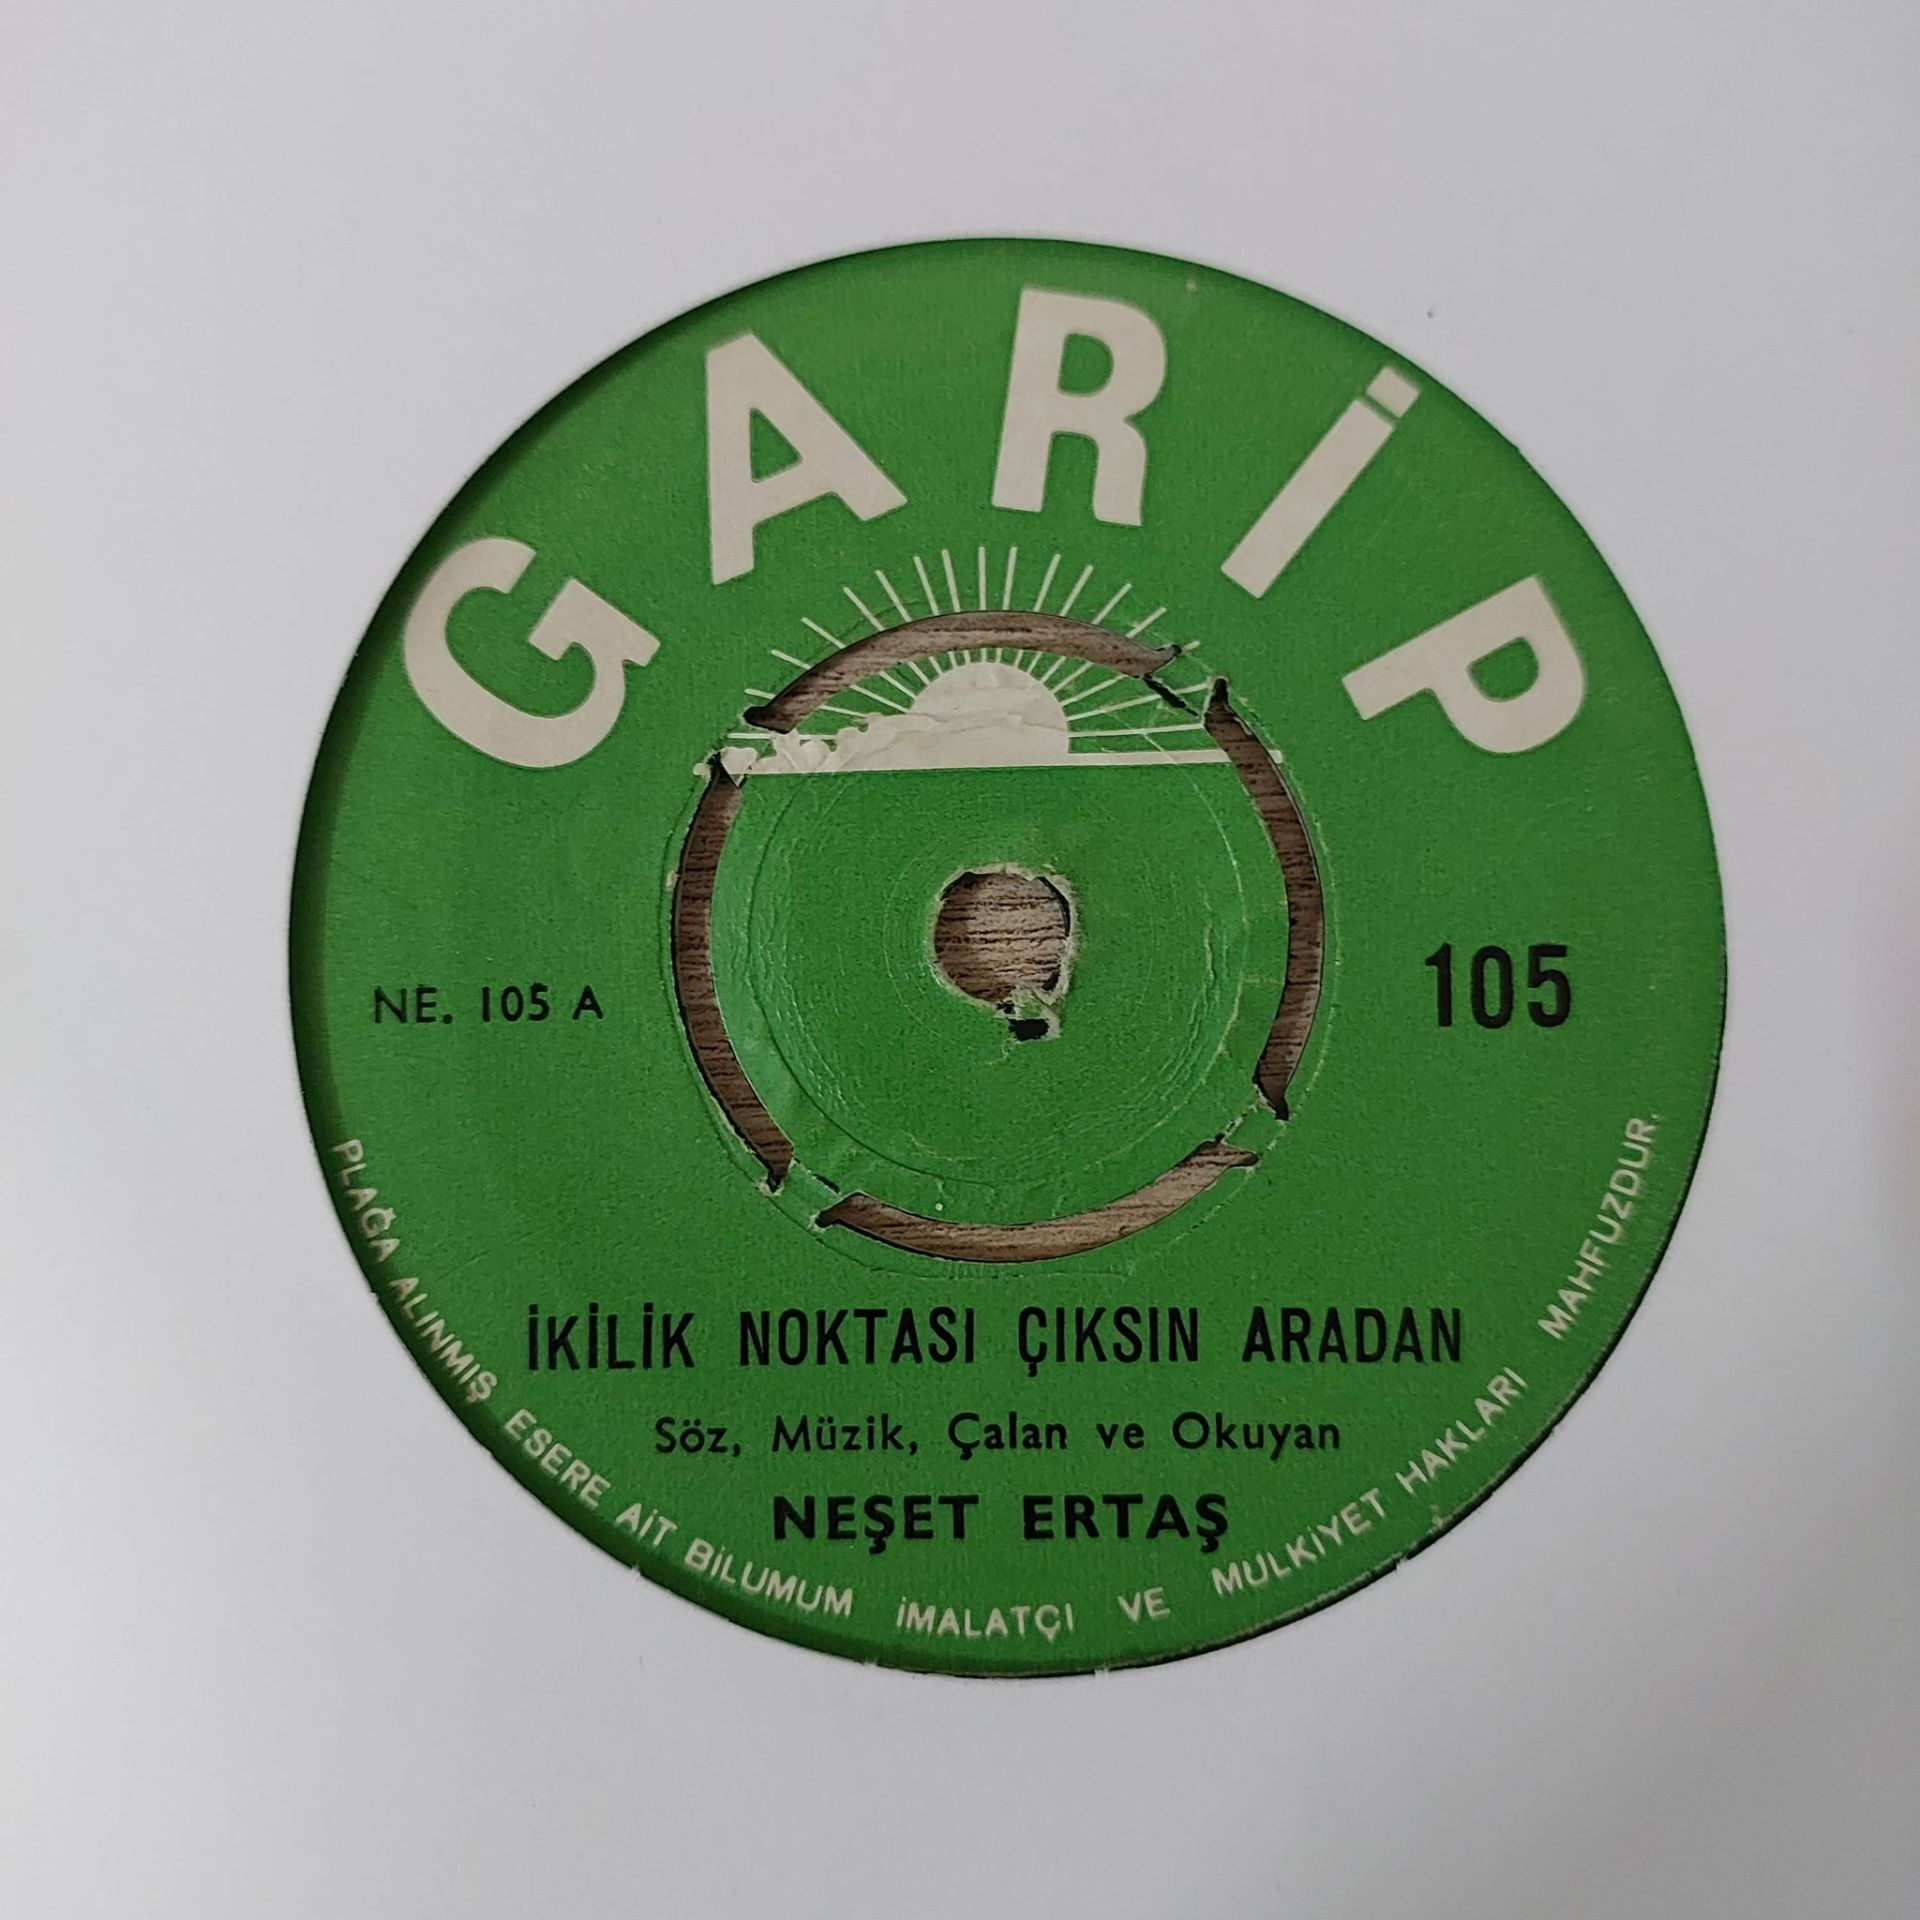 GARİP
NE. 105 A
105
İKİLİK NOKTASI ÇIKSIN ARADAN
Söz, Müzik, Çalan ve Okuyan
NEŞET ERTAŞ
PLAĞA ALINMIŞ ESERE AİT BİLUMUM İMALATÇI VE MÜLKİYET HAKLARI MAHFUZDUR.